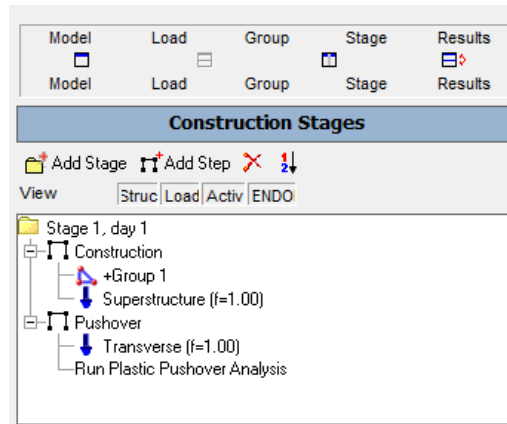 Model Load Group Stage Results
Model Load Group Stage Results
Construction Stages
Add Stage Add Step
View Struc Load Activ ENDO
Stage 1, day 1
Construction
+Group 1
Superstructure (f=1.00)
Pushover
Transverse (f=1.00)
Run Plastic Pushover Analysis